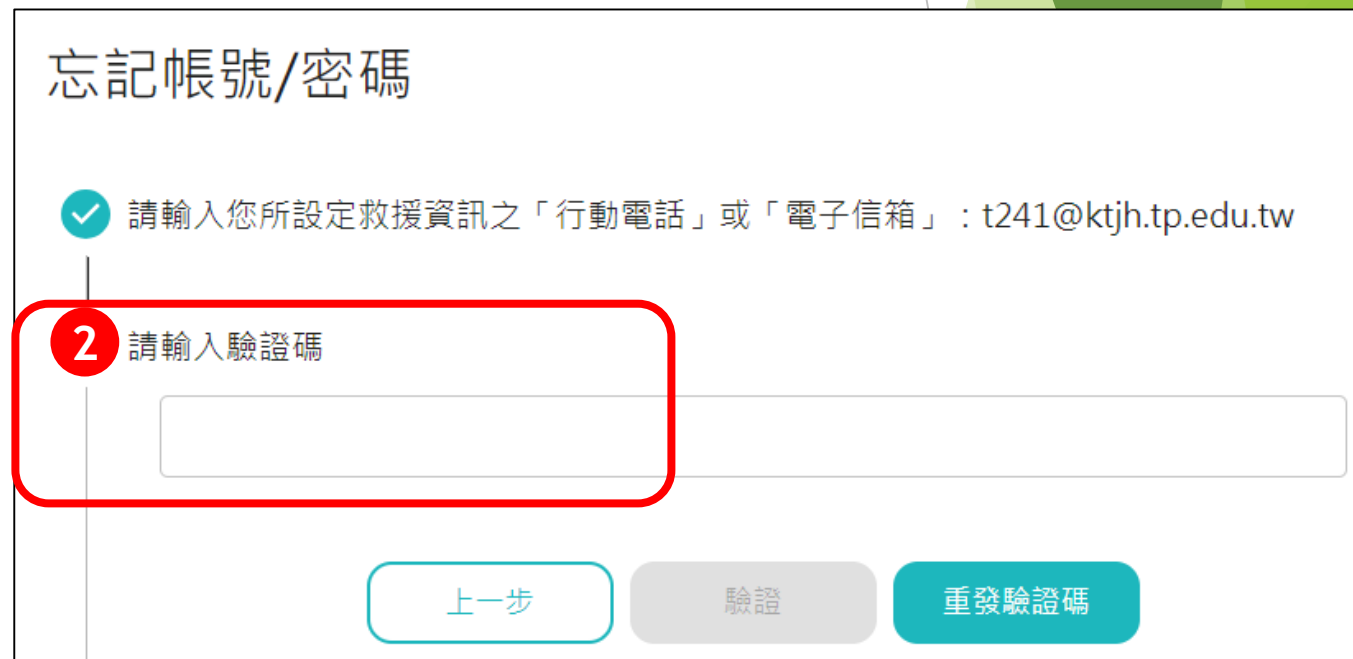 忘記帳號/密碼
請輸入您所設定救援資訊之「行動電話」或「電子信箱」：t241@ktjh.tp.edu.tw
2 請輸入驗證碼
上一步 驗證 重發驗證碼